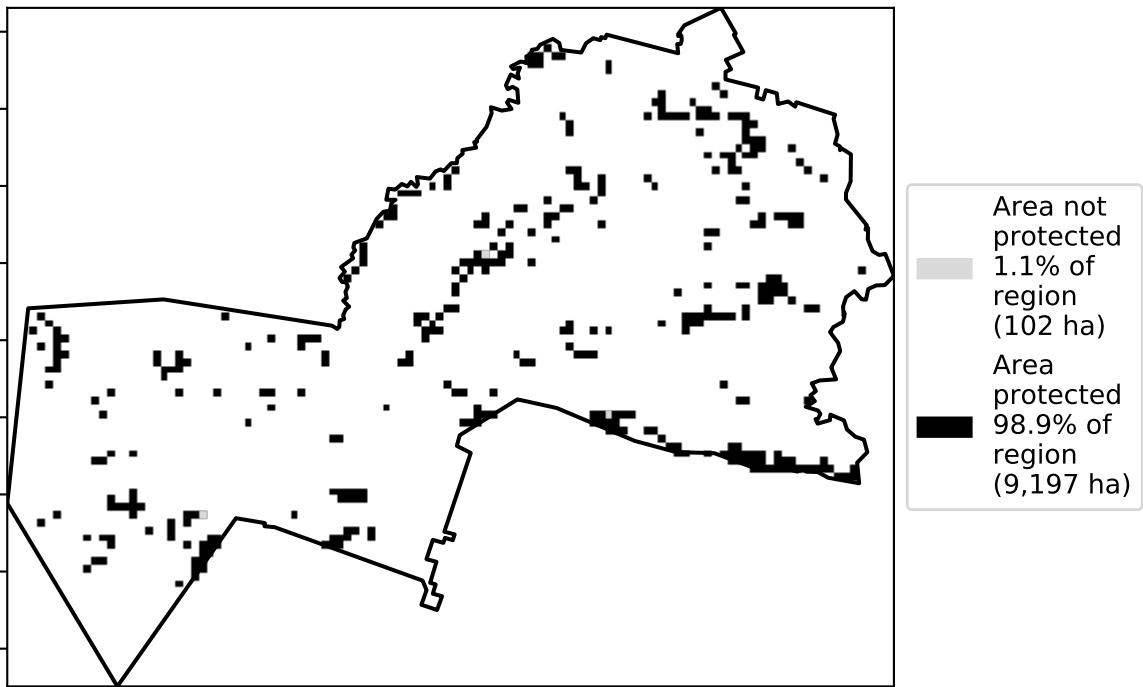 Area not
protected
1.1% of
region
(102 ha)
Area
protected
98.9% of
region
(9,197 ha)